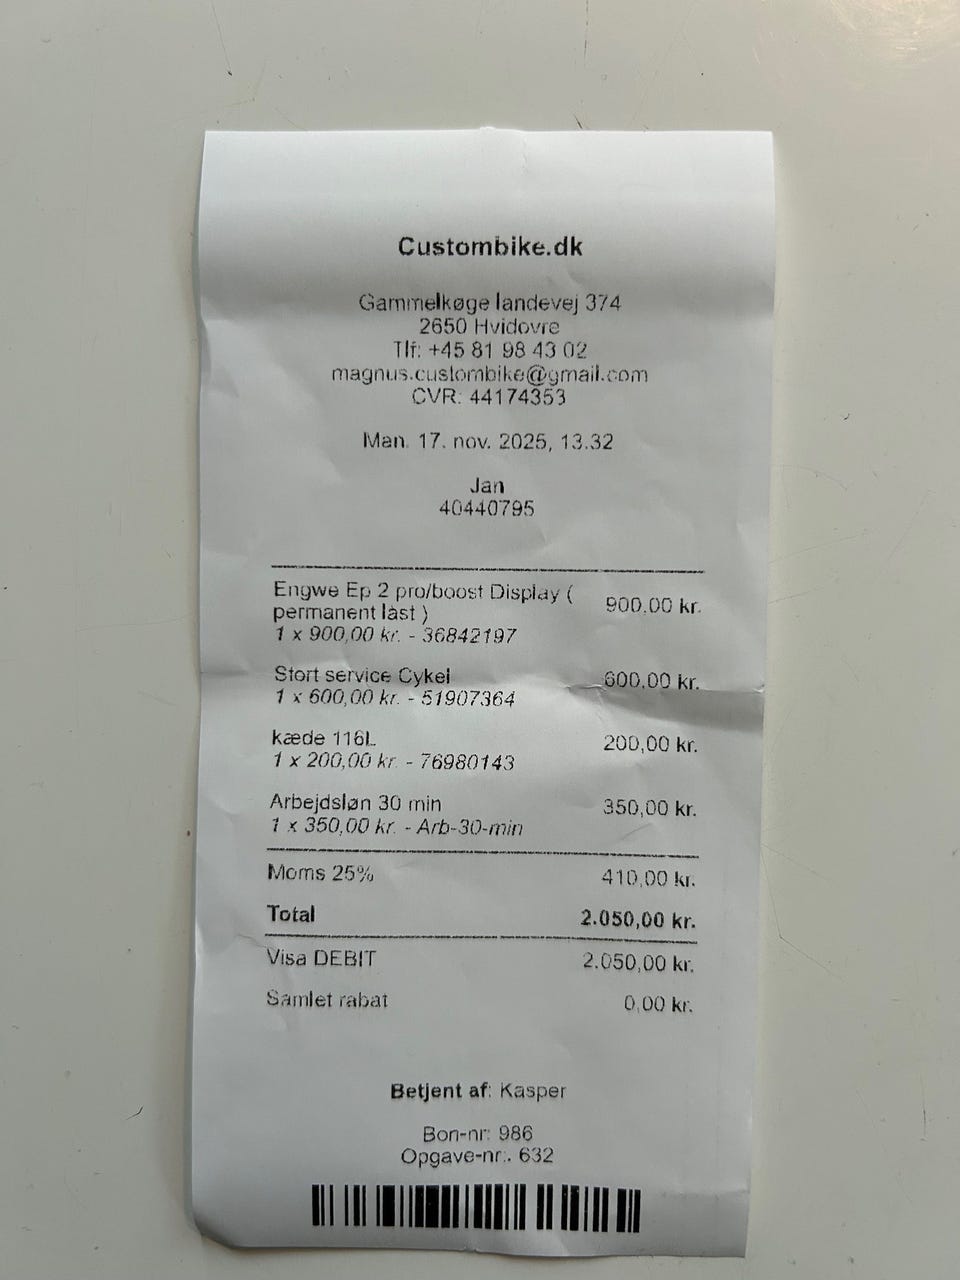 Custombike.dk
Gammelkøge landevej 374
2650 Hvidovre
Tlf: +45 81 98 43 02
magnus.custombike@gmail.com
CVR: 44174353
Man. 17. nov. 2025, 13.32
Jan
40440795
Engwe Ep 2 pro/boost Display ( 900,00 kr.
permanent låst )
1 x 900,00 kr. - 36842197
Stort service Cykel 600,00 kr.
1 x 600,00 kr. - 51907364
kæde 116L 200,00 kr.
1 x 200,00 kr. - 76980143
Arbejdsløn 30 min 350,00 kr.
1 x 350,00 kr. - Arb-30-min
Moms 25% 410,00 kr.
Total 2.050,00 kr.
Visa DEBIT 2.050,00 kr.
Samlet rabat 0,00 kr.
Betjent af: Kasper
Bon-nr: 986
Opgave-nr.: 632